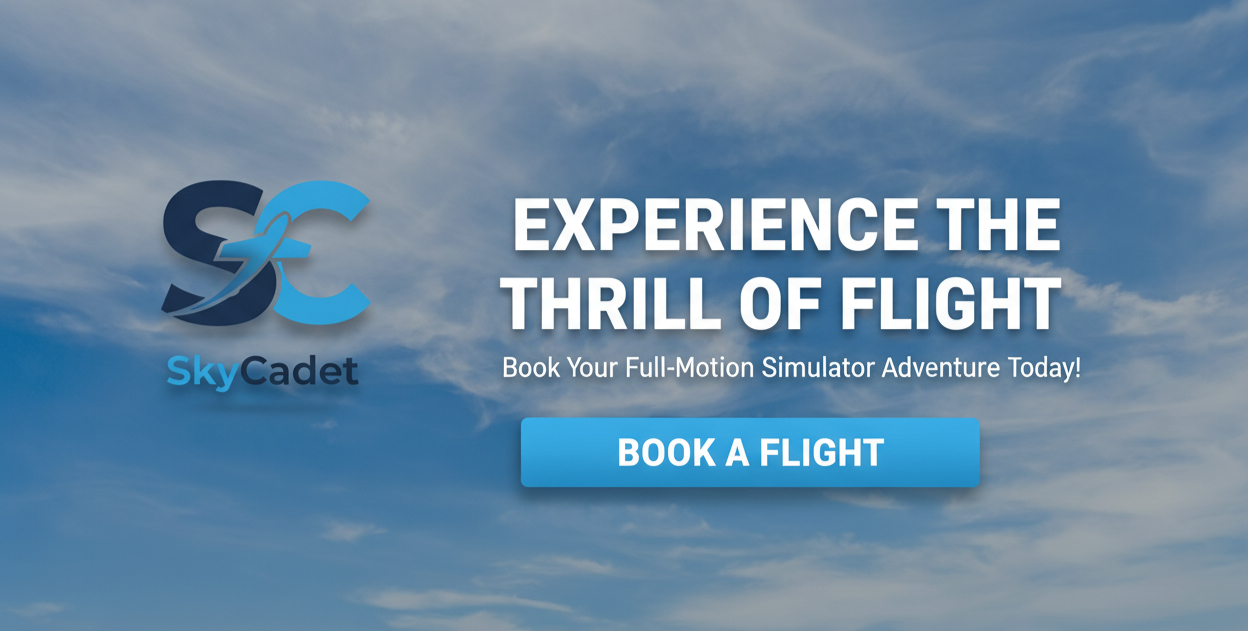 SC
SkyCadet
EXPERIENCE THE
THRILL OF FLIGHT
Book Your Full-Motion Simulator Adventure Today!
BOOK A FLIGHT